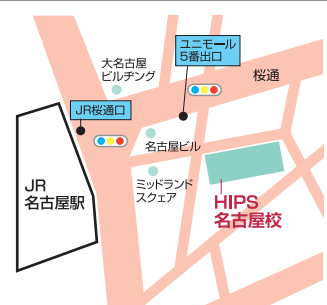 ユニモール
5番出口
大名古屋
ビルヂング
桜通
JR桜通口
名古屋ビル
ミッドランド
スクェア
JR
名古屋駅
HIPS
名古屋校